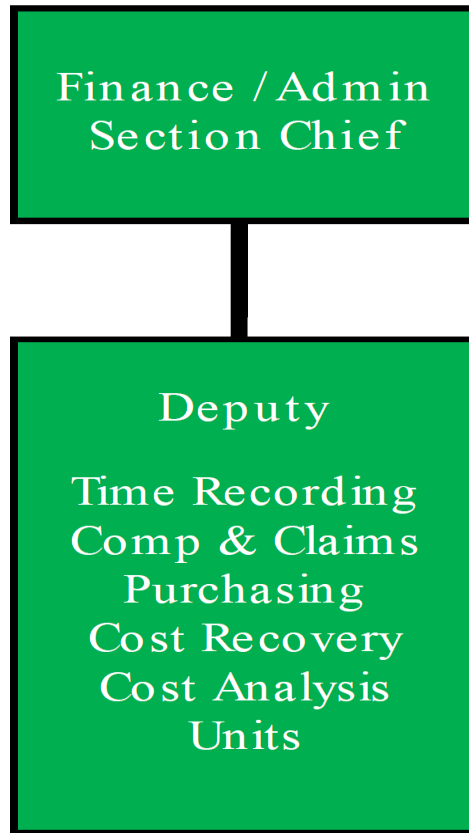 Finance / Admin
Section Chief
Deputy
Time Recording
Comp & Claims
Purchasing
Cost Recovery
Cost Analysis
Units